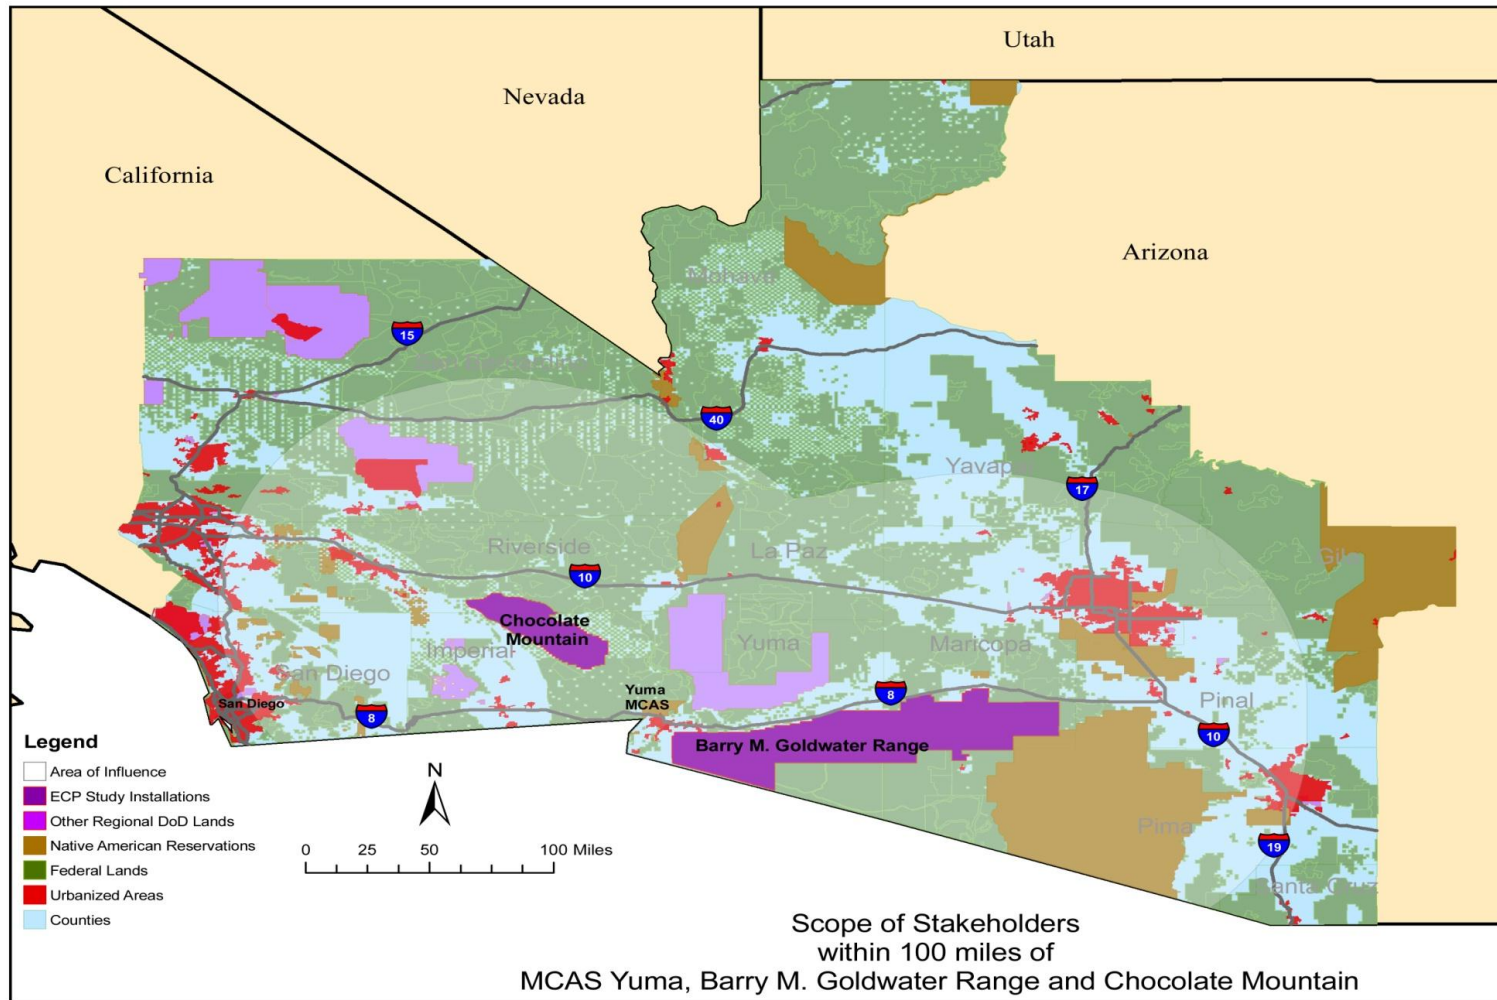 Utah
Nevada
California
Arizona
Mohave
15
San Bernardino
40
Yavapai
17
Riverside
La Paz
Gila
10
Chocolate
Mountain
Yuma
Maricopa
Imperial
San Diego
Yuma
MCAS
8
Pinal
San Diego
8
10
Barry M. Goldwater Range
Pima
19
Santa Cruz
Legend
Area of Influence
ECP Study Installations
Other Regional DoD Lands
Native American Reservations
Federal Lands
Urbanized Areas
Counties
N
0 25 50 100 Miles
Scope of Stakeholders
within 100 miles of
MCAS Yuma, Barry M. Goldwater Range and Chocolate Mountain